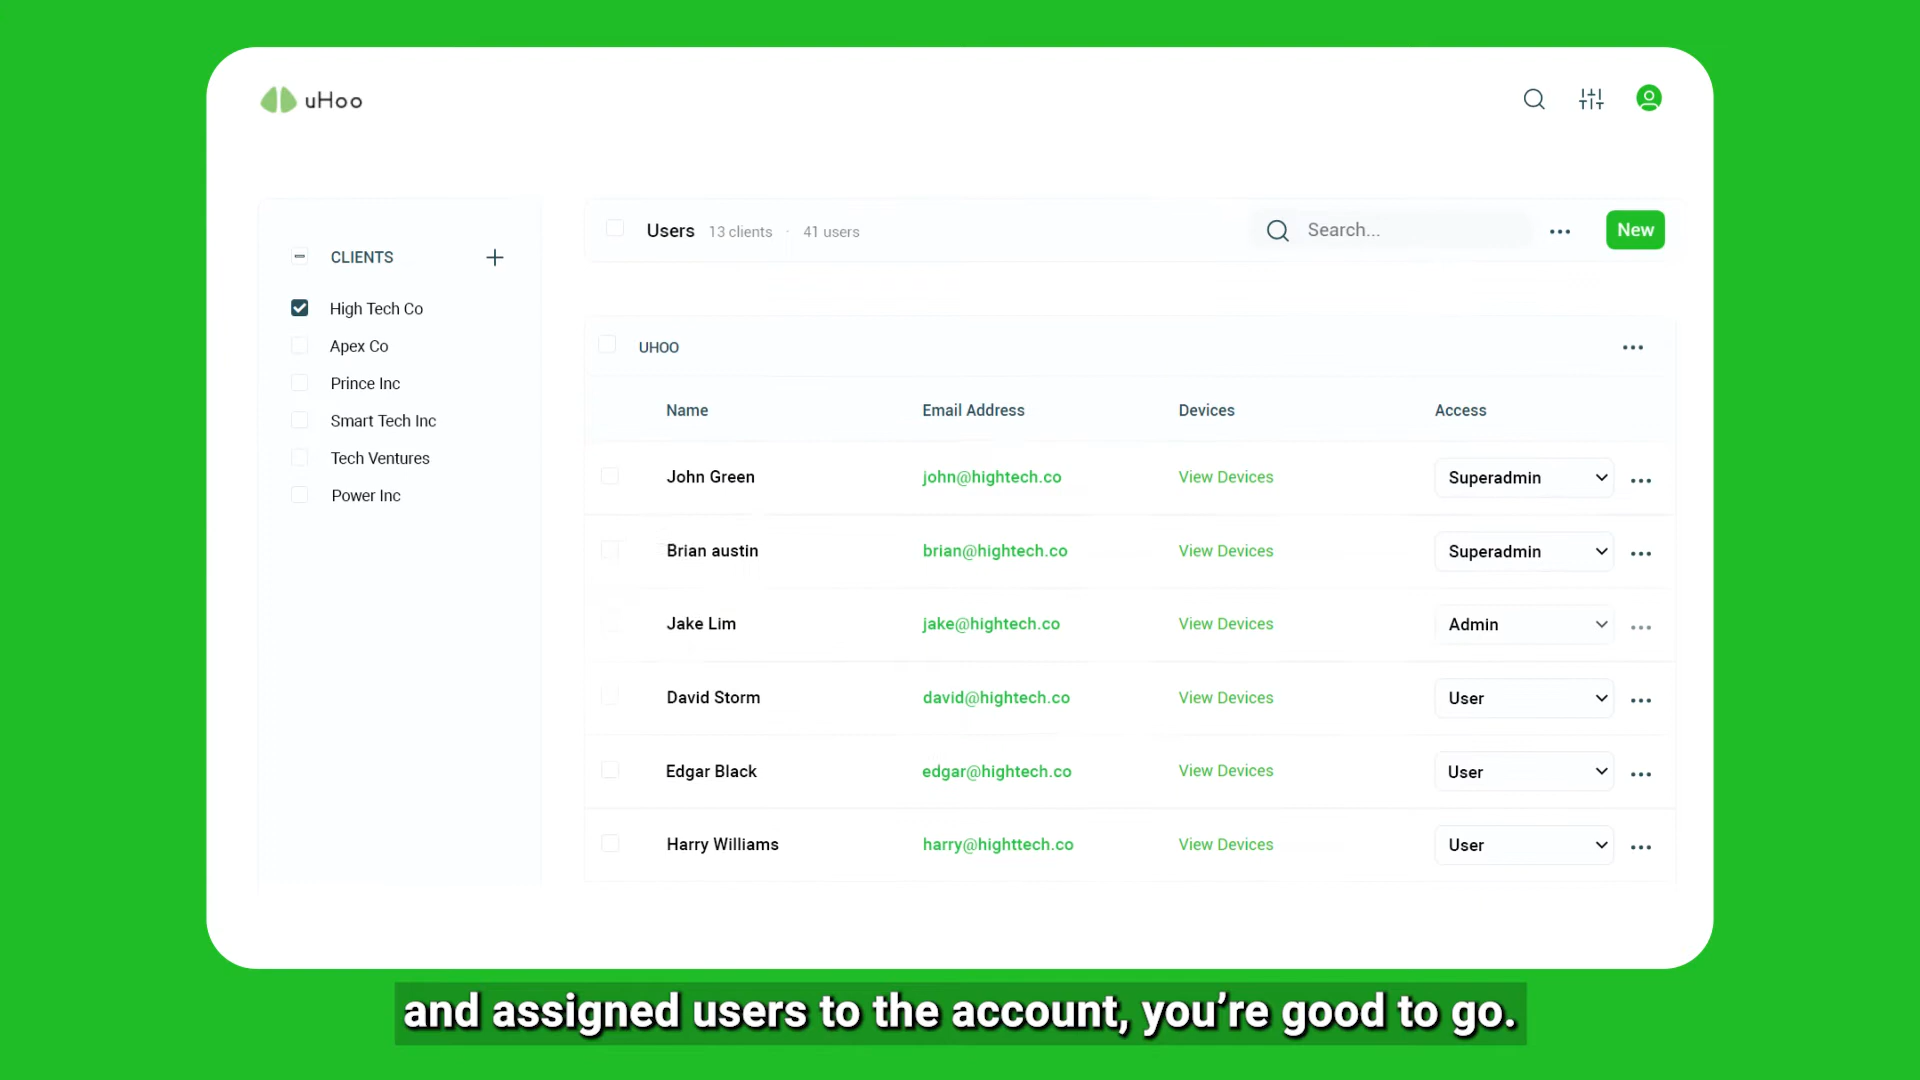 uHoo
CLIENTS
High Tech Co
Apex Co
Prince Inc
Smart Tech Inc
Tech Ventures
Power Inc
Users 13 clients · 41 users Search... New
UHOO
Name Email Address Devices Access
John Green john@hightech.co View Devices Superadmin
Brian austin brian@hightech.co View Devices Superadmin
Jake Lim jake@hightech.co View Devices Admin
David Storm david@hightech.co View Devices User
Edgar Black edgar@hightech.co View Devices User
Harry Williams harry@highttech.co View Devices User
and assigned users to the account, you’re good to go.